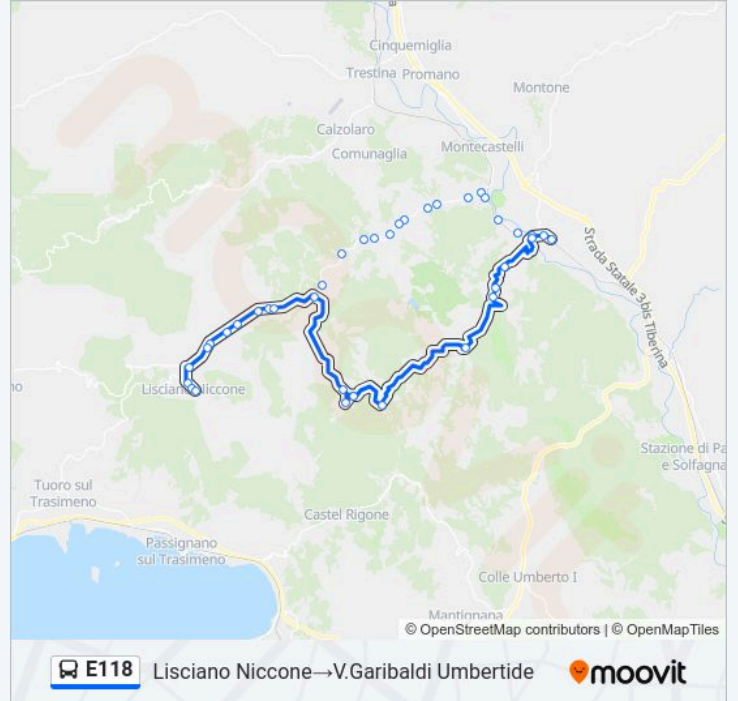 Cinquemiglia
Trestina Promano
Montone
Calzolaro
Comunaglia
Montecastelli
Strada Statale 3bis Tiberina
Lisciano Niccone
Stazione di Pa
e Solfagna
Tuoro sul
Trasimeno
Castel Rigone
Passignano
sul Trasimeno
Colle Umberto I
Mantignana
© OpenStreetMap contributors | © OpenMapTiles
E118 Lisciano Niccone→V.Garibaldi Umbertide moovit